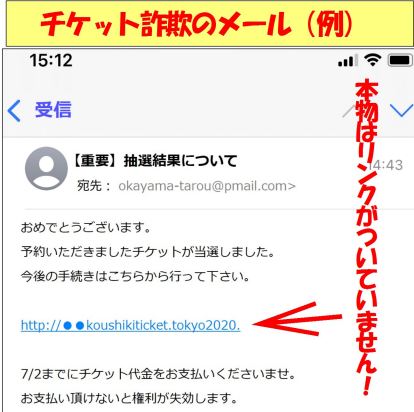 チケット詐欺のメール（例）
15:12
受信
【重要】抽選結果について
14:43
宛先： okayama-tarou@pmail.com>
おめでとうございます。
予約いただきましたチケットが当選しました。
今後の手続きはこちらから行って下さい。
http://●●koushikiticket.tokyo2020.
7/2までにチケット代金をお支払いくださいませ。
お支払い頂けないと権利が失効します。
本物はリンクがついていません！